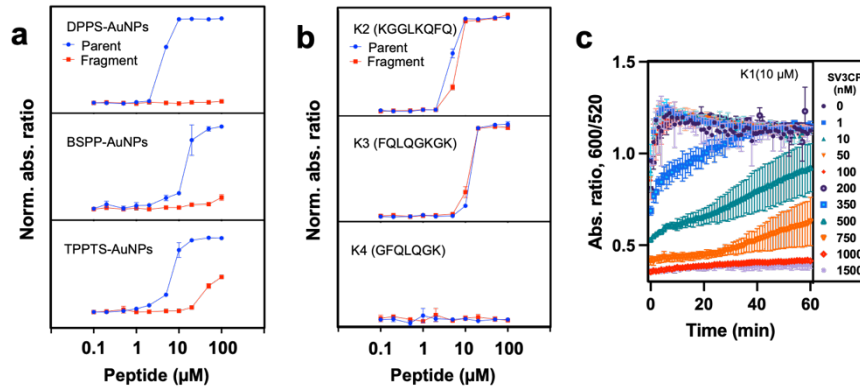 a
DPPS-AuNPs
Parent
Fragment
BSPP-AuNPs
TPPTS-AuNPs
Norm. abs. ratio
0.1 1 10 100
Peptide (µM)
b
K2 (KGGLKQFQ)
Parent
Fragment
K3 (FQLQGKGK)
K4 (GFQLQGK)
Norm. abs. ratio
0.1 1 10 100
Peptide (µM)
c
K1(10 µM)
Abs. ratio, 600/520
1.5
1.0
0.5
0 20 40 60
Time (min)
SV3CP
(nM)
0
1
10
50
100
200
350
500
750
1000
1500